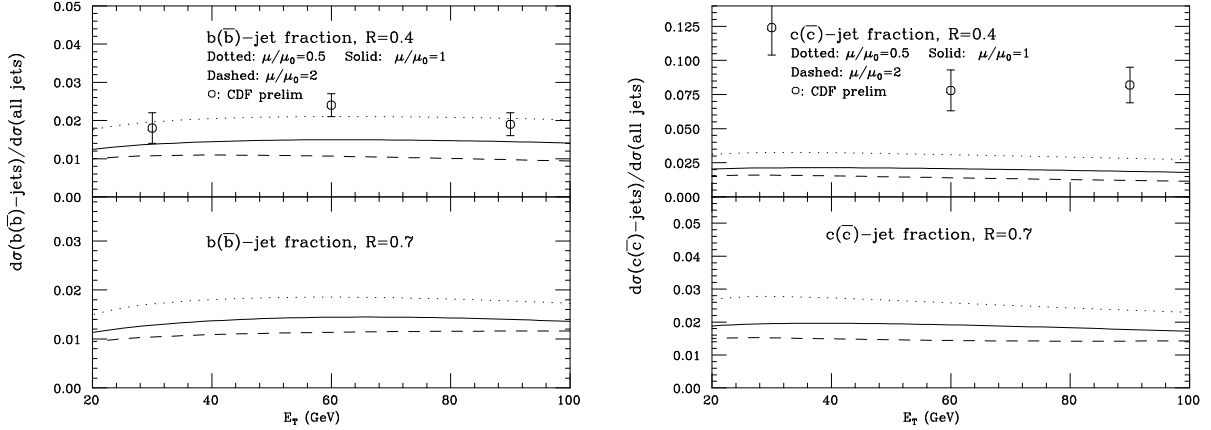 dσ(b(b̅)−jets)/dσ(all jets)
0.05
0.04
0.03
0.02
0.01
0.00
b(b̅)−jet fraction, R=0.4
Dotted: μ/μ₀=0.5 Solid: μ/μ₀=1
Dashed: μ/μ₀=2
○: CDF prelim
0.03
0.02
0.01
0.00
b(b̅)−jet fraction, R=0.7
20 40 60 80 100
E_T (GeV)
dσ(c(c̅)−jets)/dσ(all jets)
0.125
0.100
0.075
0.050
0.025
0.00
c(c̅)−jet fraction, R=0.4
Dotted: μ/μ₀=0.5 Solid: μ/μ₀=1
Dashed: μ/μ₀=2
○: CDF prelim
0.05
0.04
0.03
0.02
0.01
0.00
c(c̅)−jet fraction, R=0.7
20 40 60 80 100
E_T (GeV)